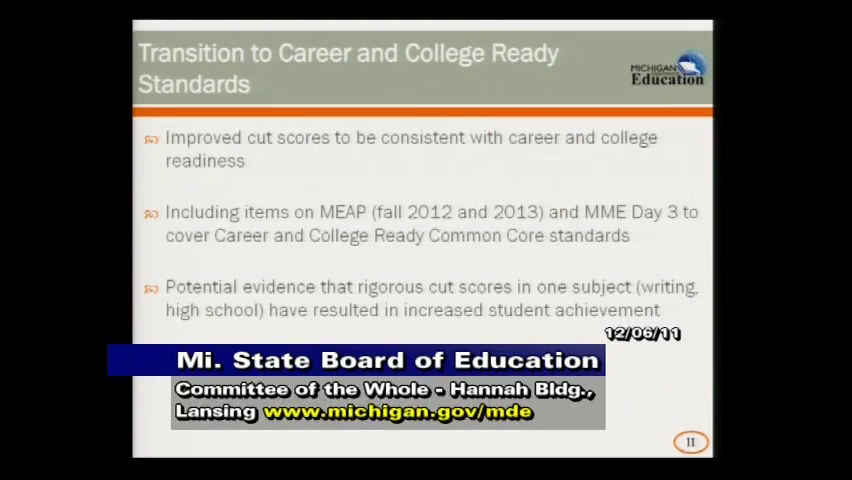 Transition to Career and College Ready
Standards
MICHIGAN
Education
Improved cut scores to be consistent with career and college
readiness
Including items on MEAP (fall 2012 and 2013) and MME Day 3 to
cover Career and College Ready Common Core standards
Potential evidence that rigorous cut scores in one subject (writing,
high school) have resulted in increased student achievement
12/06/11
Mi. State Board of Education
Committee of the Whole - Hannah Bldg.,
Lansing www.michigan.gov/mde
11